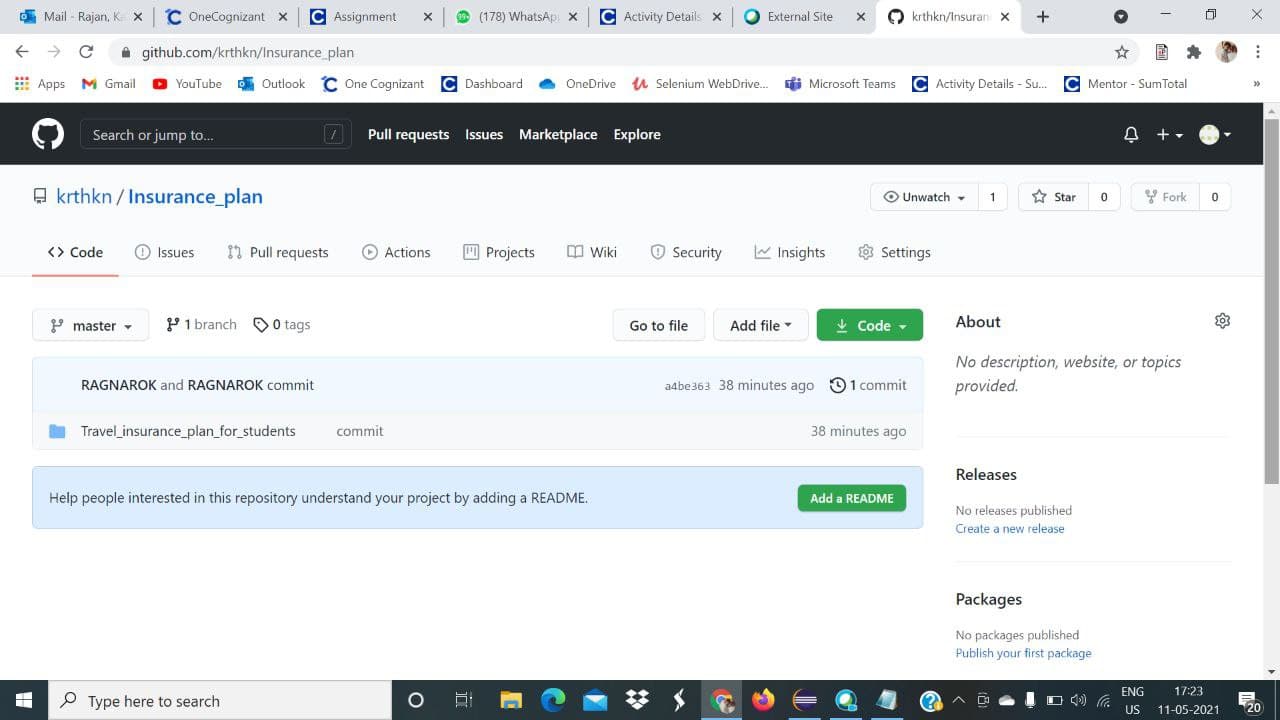 Mail - Rajan, Ka
OneCognizant
Assignment
99+
(178) WhatsAp
Activity Details
External Site
krthkn/Insuran
github.com/krthkn/Insurance_plan
Apps
Gmail
YouTube
Outlook
One Cognizant
Dashboard
OneDrive
Selenium WebDrive...
Microsoft Teams
Activity Details - Su...
Mentor - SumTotal
»
Search or jump to...
/
Pull requests
Issues
Marketplace
Explore
krthkn / Insurance_plan
Unwatch
1
Star
0
Fork
0
Code
Issues
Pull requests
Actions
Projects
Wiki
Security
Insights
Settings
master
1 branch
0 tags
Go to file
Add file
Code
About
No description, website, or topics
provided.
RAGNAROK and RAGNAROK commit
a4be363 38 minutes ago
1 commit
Travel_insurance_plan_for_students
commit
38 minutes ago
Help people interested in this repository understand your project by adding a README.
Add a README
Releases
No releases published
Create a new release
Packages
No packages published
Publish your first package
Type here to search
ENG
US
17:23
11-05-2021
20